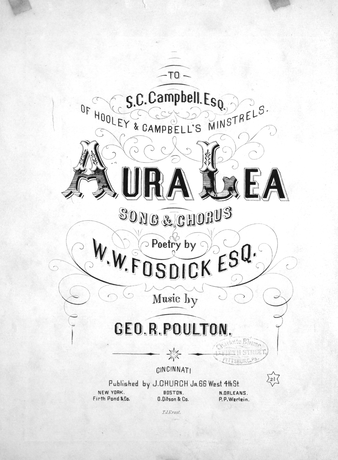 TO
S.C. Campbell, Esq.
OF HOOLEY & CAMPBELL'S MINSTRELS.
AURA LEA
SONG & CHORUS
Poetry by
W.W. FOSDICK ESQ.
Music by
GEO. R. POULTON.
CINCINNATI
Published by J. CHURCH Jr. 66 West 4th St
NEW YORK. BOSTON. N. ORLEANS.
Firth Pond & Co. O. Ditson & Co. P.P. Werlein.